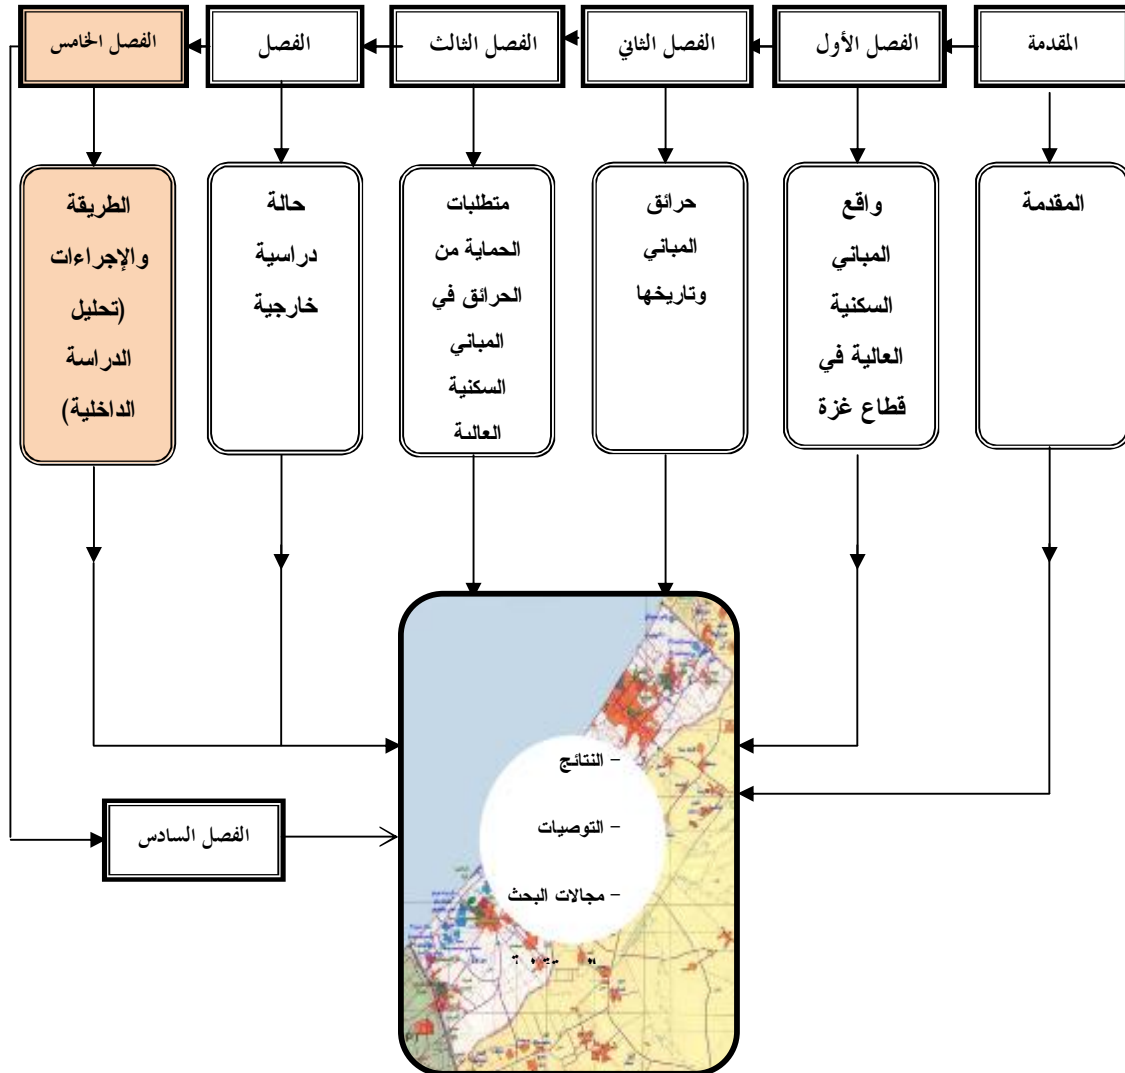 المقدمة
الفصل الأول
الفصل الثاني
الفصل الثالث
الفصل
الفصل الخامس
المقدمة
واقع
المباني
السكنية
العالية في
قطاع غزة
حرائق
المباني
وتاريخها
متطلبات
الحماية من
الحرائق في
المباني
السكنية
العالية
حالة
دراسية
خارجية
الطريقة
والإجراءات
(تحليل
الدراسة
الداخلية)
- النتائج
- التوصيات
- مجالات البحث
الفصل السادس